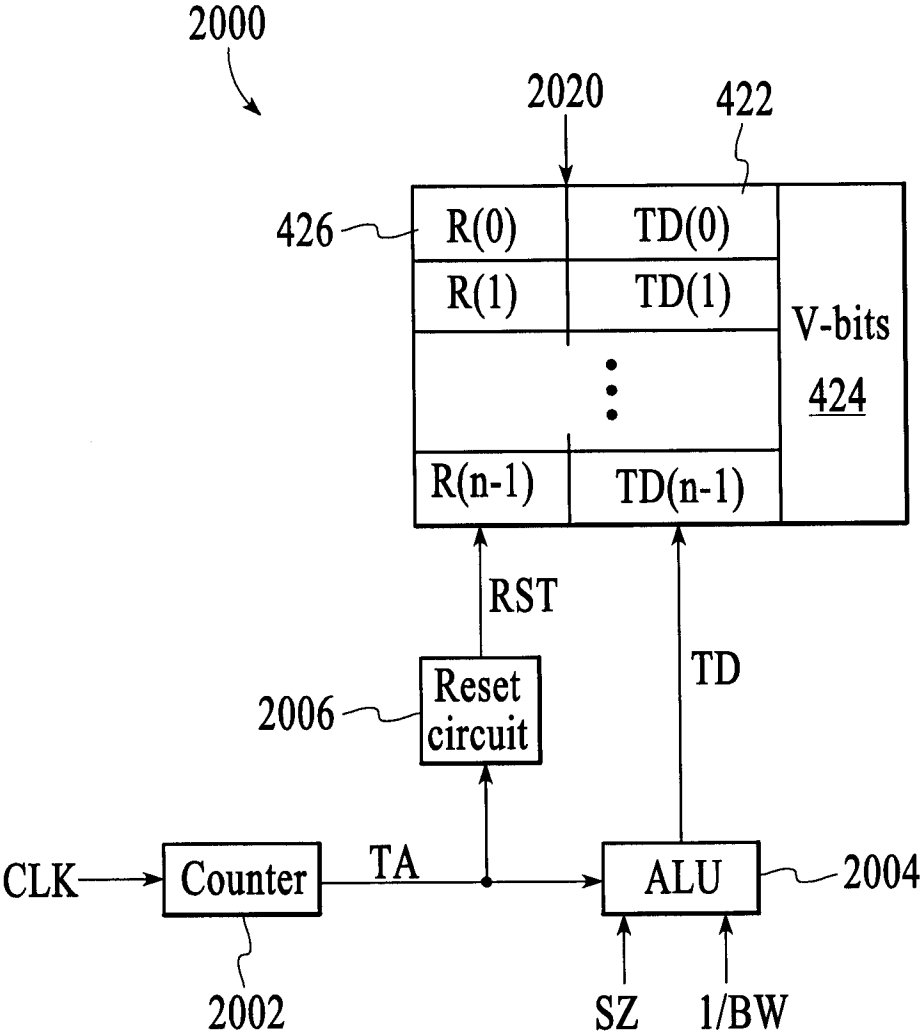 2000
2020
422
426
R(0) TD(0)
R(1) TD(1)
V-bits
424
R(n-1) TD(n-1)
RST
TD
2006
Reset
circuit
CLK
Counter
TA
ALU
2004
2002
SZ
1/BW